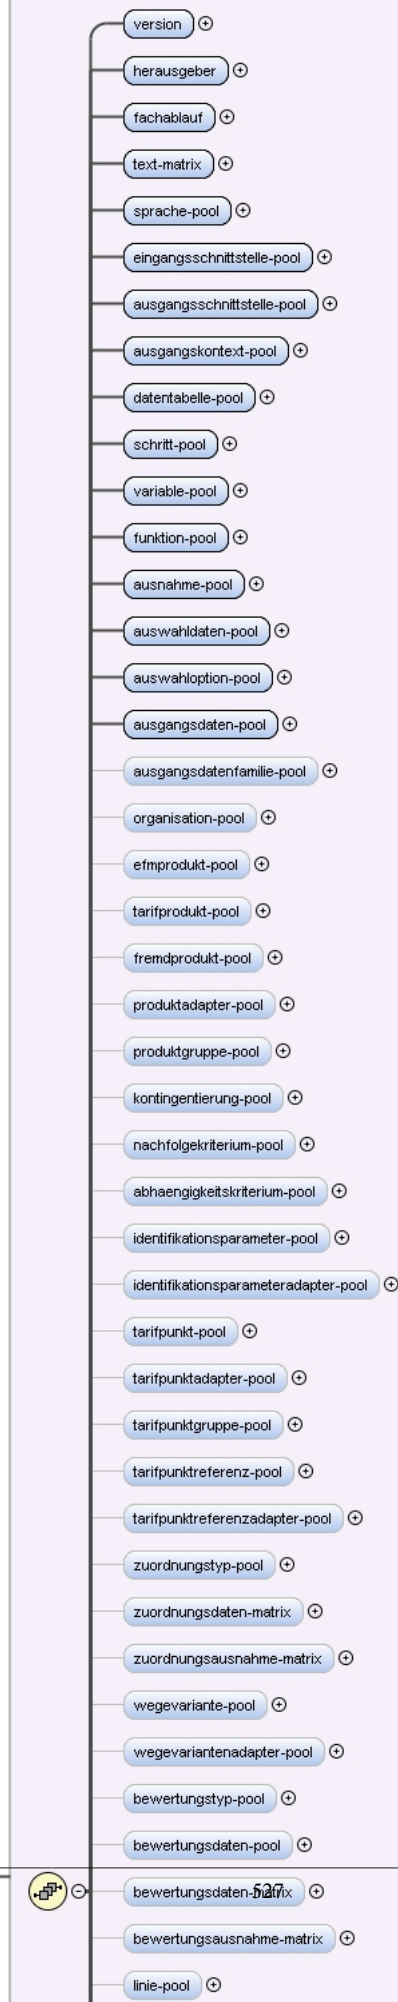 version
herausgeber
fachablauf
text-matrix
sprache-pool
eingangsschnittstelle-pool
ausgangsschnittstelle-pool
ausgangskontext-pool
datentabelle-pool
schritt-pool
variable-pool
funktion-pool
ausnahme-pool
auswahldaten-pool
auswahloption-pool
ausgangsdaten-pool
ausgangsdatenfamilie-pool
organisation-pool
efmprodukt-pool
tarifprodukt-pool
fremdprodukt-pool
produktadapter-pool
produktgruppe-pool
kontingentierung-pool
nachfolgekriterium-pool
abhaengigkeitskriterium-pool
identifikationsparameter-pool
identifikationsparameteradapter-pool
tarifpunkt-pool
tarifpunktadapter-pool
tarifpunktgruppe-pool
tarifpunktreferenz-pool
tarifpunktreferenzadapter-pool
zuordnungstyp-pool
zuordnungsdaten-matrix
zuordnungsausnahme-matrix
wegevariante-pool
wegevariantenadapter-pool
bewertungstyp-pool
bewertungsdaten-pool
bewertungsdaten-matrix
527
bewertungsausnahme-matrix
linie-pool